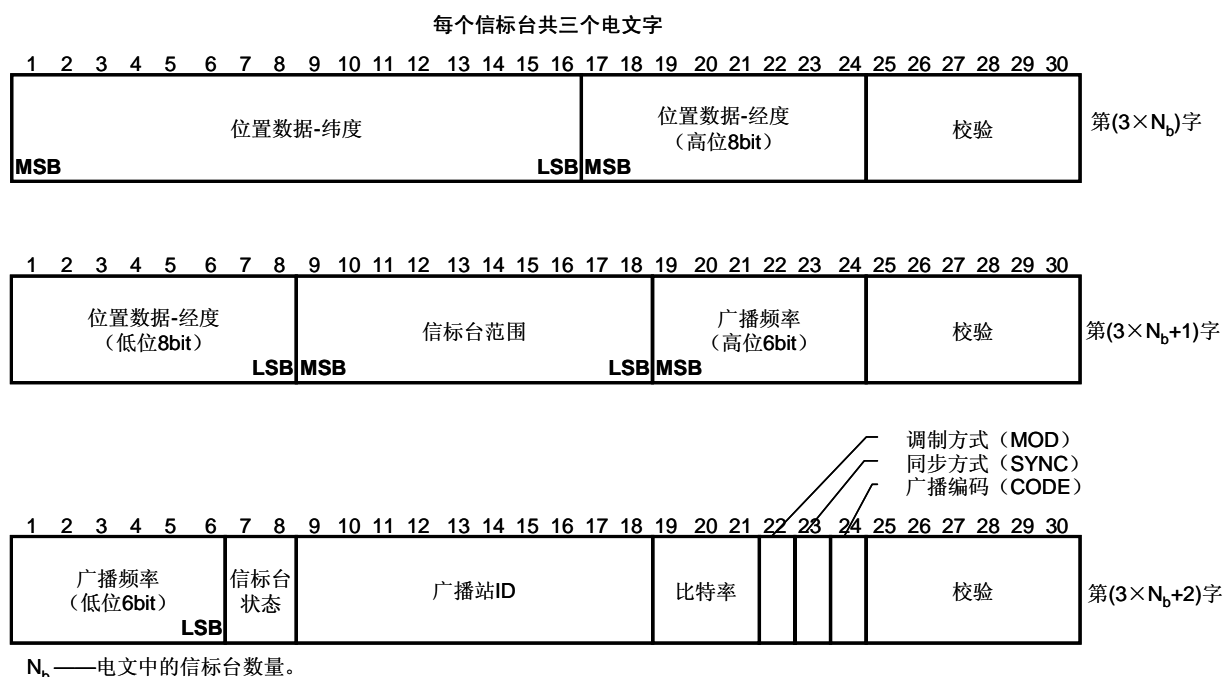 每个信标台共三个电文字
1 2 3 4 5 6 7 8 9 10 11 12 13 14 15 16 17 18 19 20 21 22 23 24 25 26 27 28 29 30
位置数据-纬度
MSB
LSB
位置数据-经度
（高位8bit）
MSB
校验
第(3×Nb)字
1 2 3 4 5 6 7 8 9 10 11 12 13 14 15 16 17 18 19 20 21 22 23 24 25 26 27 28 29 30
位置数据-经度
（低位8bit）
LSB
信标台范围
MSB
LSB
广播频率
（高位6bit）
MSB
校验
第(3×Nb+1)字
调制方式（MOD）
同步方式（SYNC）
广播编码（CODE）
1 2 3 4 5 6 7 8 9 10 11 12 13 14 15 16 17 18 19 20 21 22 23 24 25 26 27 28 29 30
广播频率
（低位6bit）
LSB
信标台
状态
广播站ID
比特率
校验
第(3×Nb+2)字
Nb ——电文中的信标台数量。